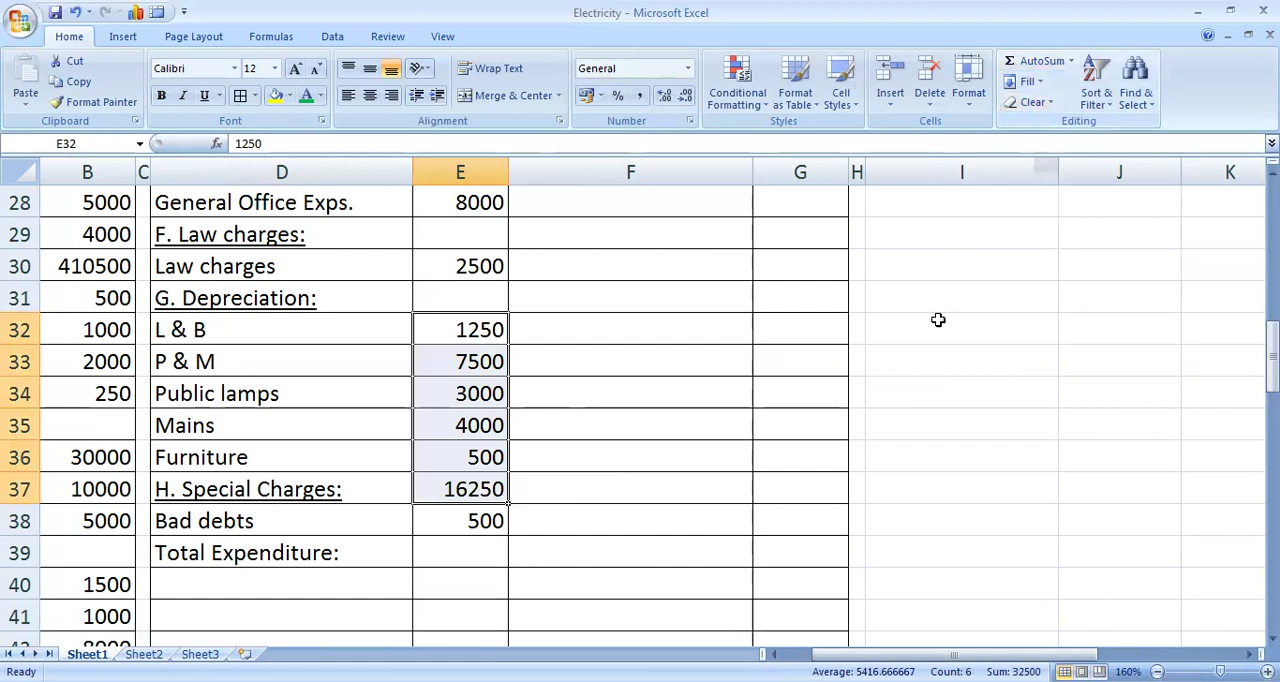 Electricity - Microsoft Excel
Home Insert Page Layout Formulas Data Review View
Paste
Cut
Copy
Format Painter
Clipboard
Calibri 12
B I U
Font
Wrap Text
Merge & Center
Alignment
General
% ,
Number
Conditional Formatting
Format as Table
Cell Styles
Styles
Insert Delete Format
Cells
Σ AutoSum
Fill
Clear
Sort & Filter
Find & Select
Editing
E32 fx 1250
B C D E F G H I J K
28 5000 General Office Exps. 8000
29 4000 F. Law charges:
30 410500 Law charges 2500
31 500 G. Depreciation:
32 1000 L & B 1250
33 2000 P & M 7500
34 250 Public lamps 3000
35 Mains 4000
36 30000 Furniture 500
37 10000 H. Special Charges: 16250
38 5000 Bad debts 500
39 Total Expenditure:
40 1500
41 1000
42 8000
Sheet1 Sheet2 Sheet3
Ready Average: 5416.666667 Count: 6 Sum: 32500 160%